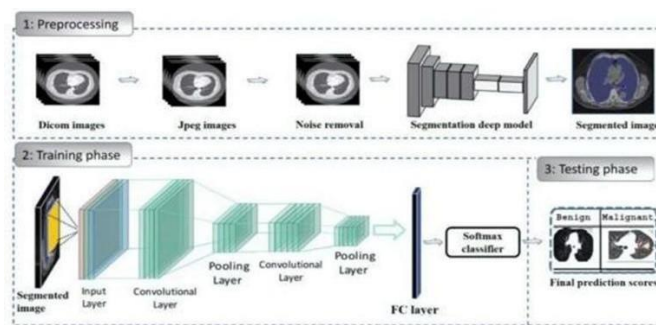 1: Preprocessing
Dicom images
Jpeg images
Noise removal
Segmentation deep model
Segmented image
2: Training phase
Segmented
image
Input
Layer
Convolutional
Layer
Pooling
Layer
Convolutional
Layer
Pooling
Layer
FC layer
Softmax
classifier
3: Testing phase
Benign
Malignant
Final prediction scores